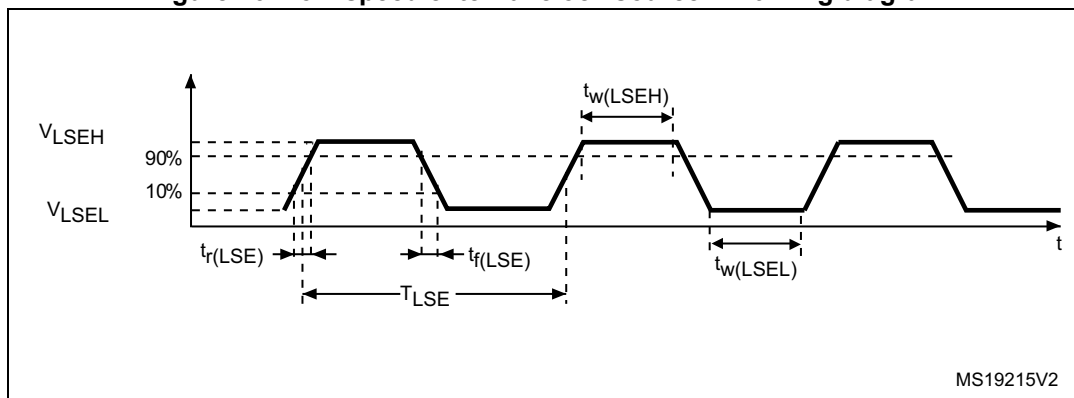 tw(LSEH)
VLSEH
90%
10%
VLSEL
tr(LSE)
tf(LSE)
tw(LSEL)
t
TLSE
MS19215V2